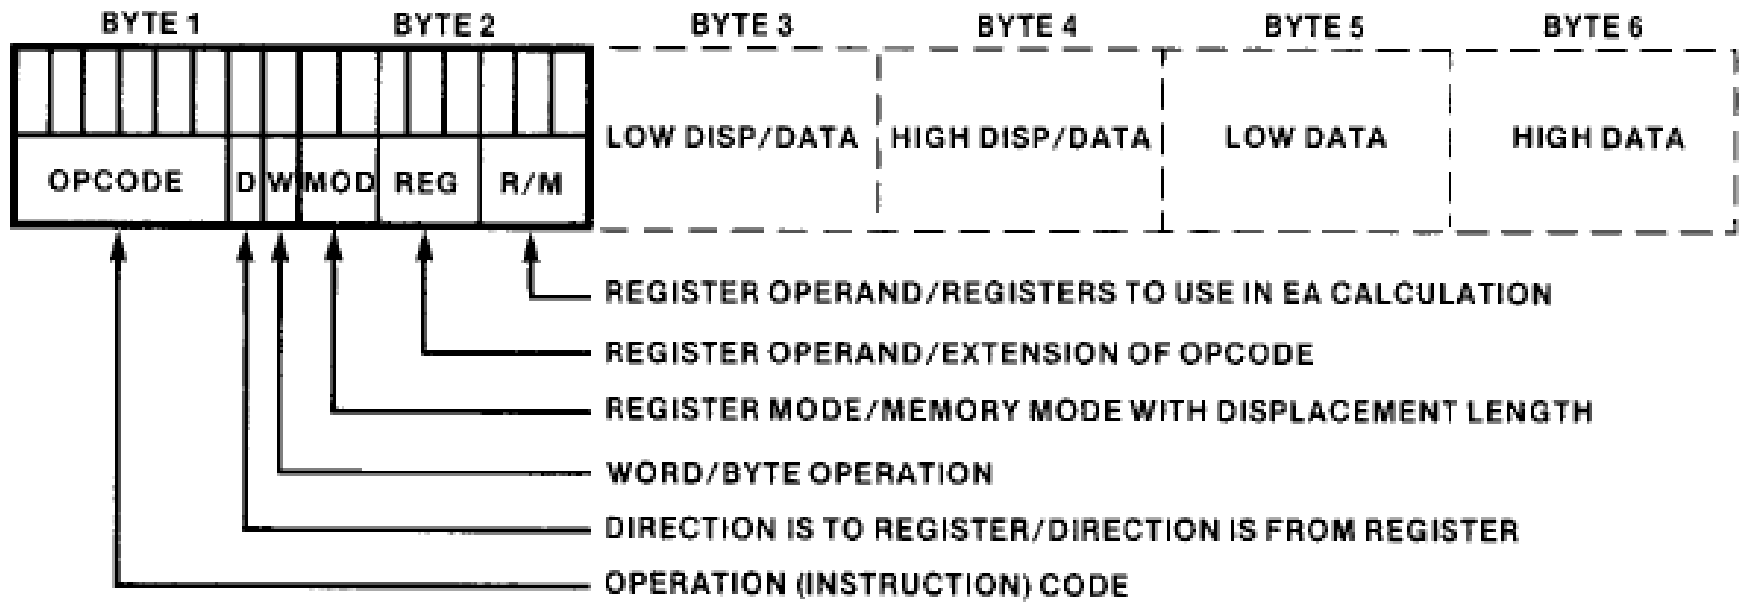 BYTE 1 BYTE 2 BYTE 3 BYTE 4 BYTE 5 BYTE 6
LOW DISP/DATA HIGH DISP/DATA LOW DATA HIGH DATA
OPCODE D W MOD REG R/M
REGISTER OPERAND/REGISTERS TO USE IN EA CALCULATION
REGISTER OPERAND/EXTENSION OF OPCODE
REGISTER MODE/MEMORY MODE WITH DISPLACEMENT LENGTH
WORD/BYTE OPERATION
DIRECTION IS TO REGISTER/DIRECTION IS FROM REGISTER
OPERATION (INSTRUCTION) CODE